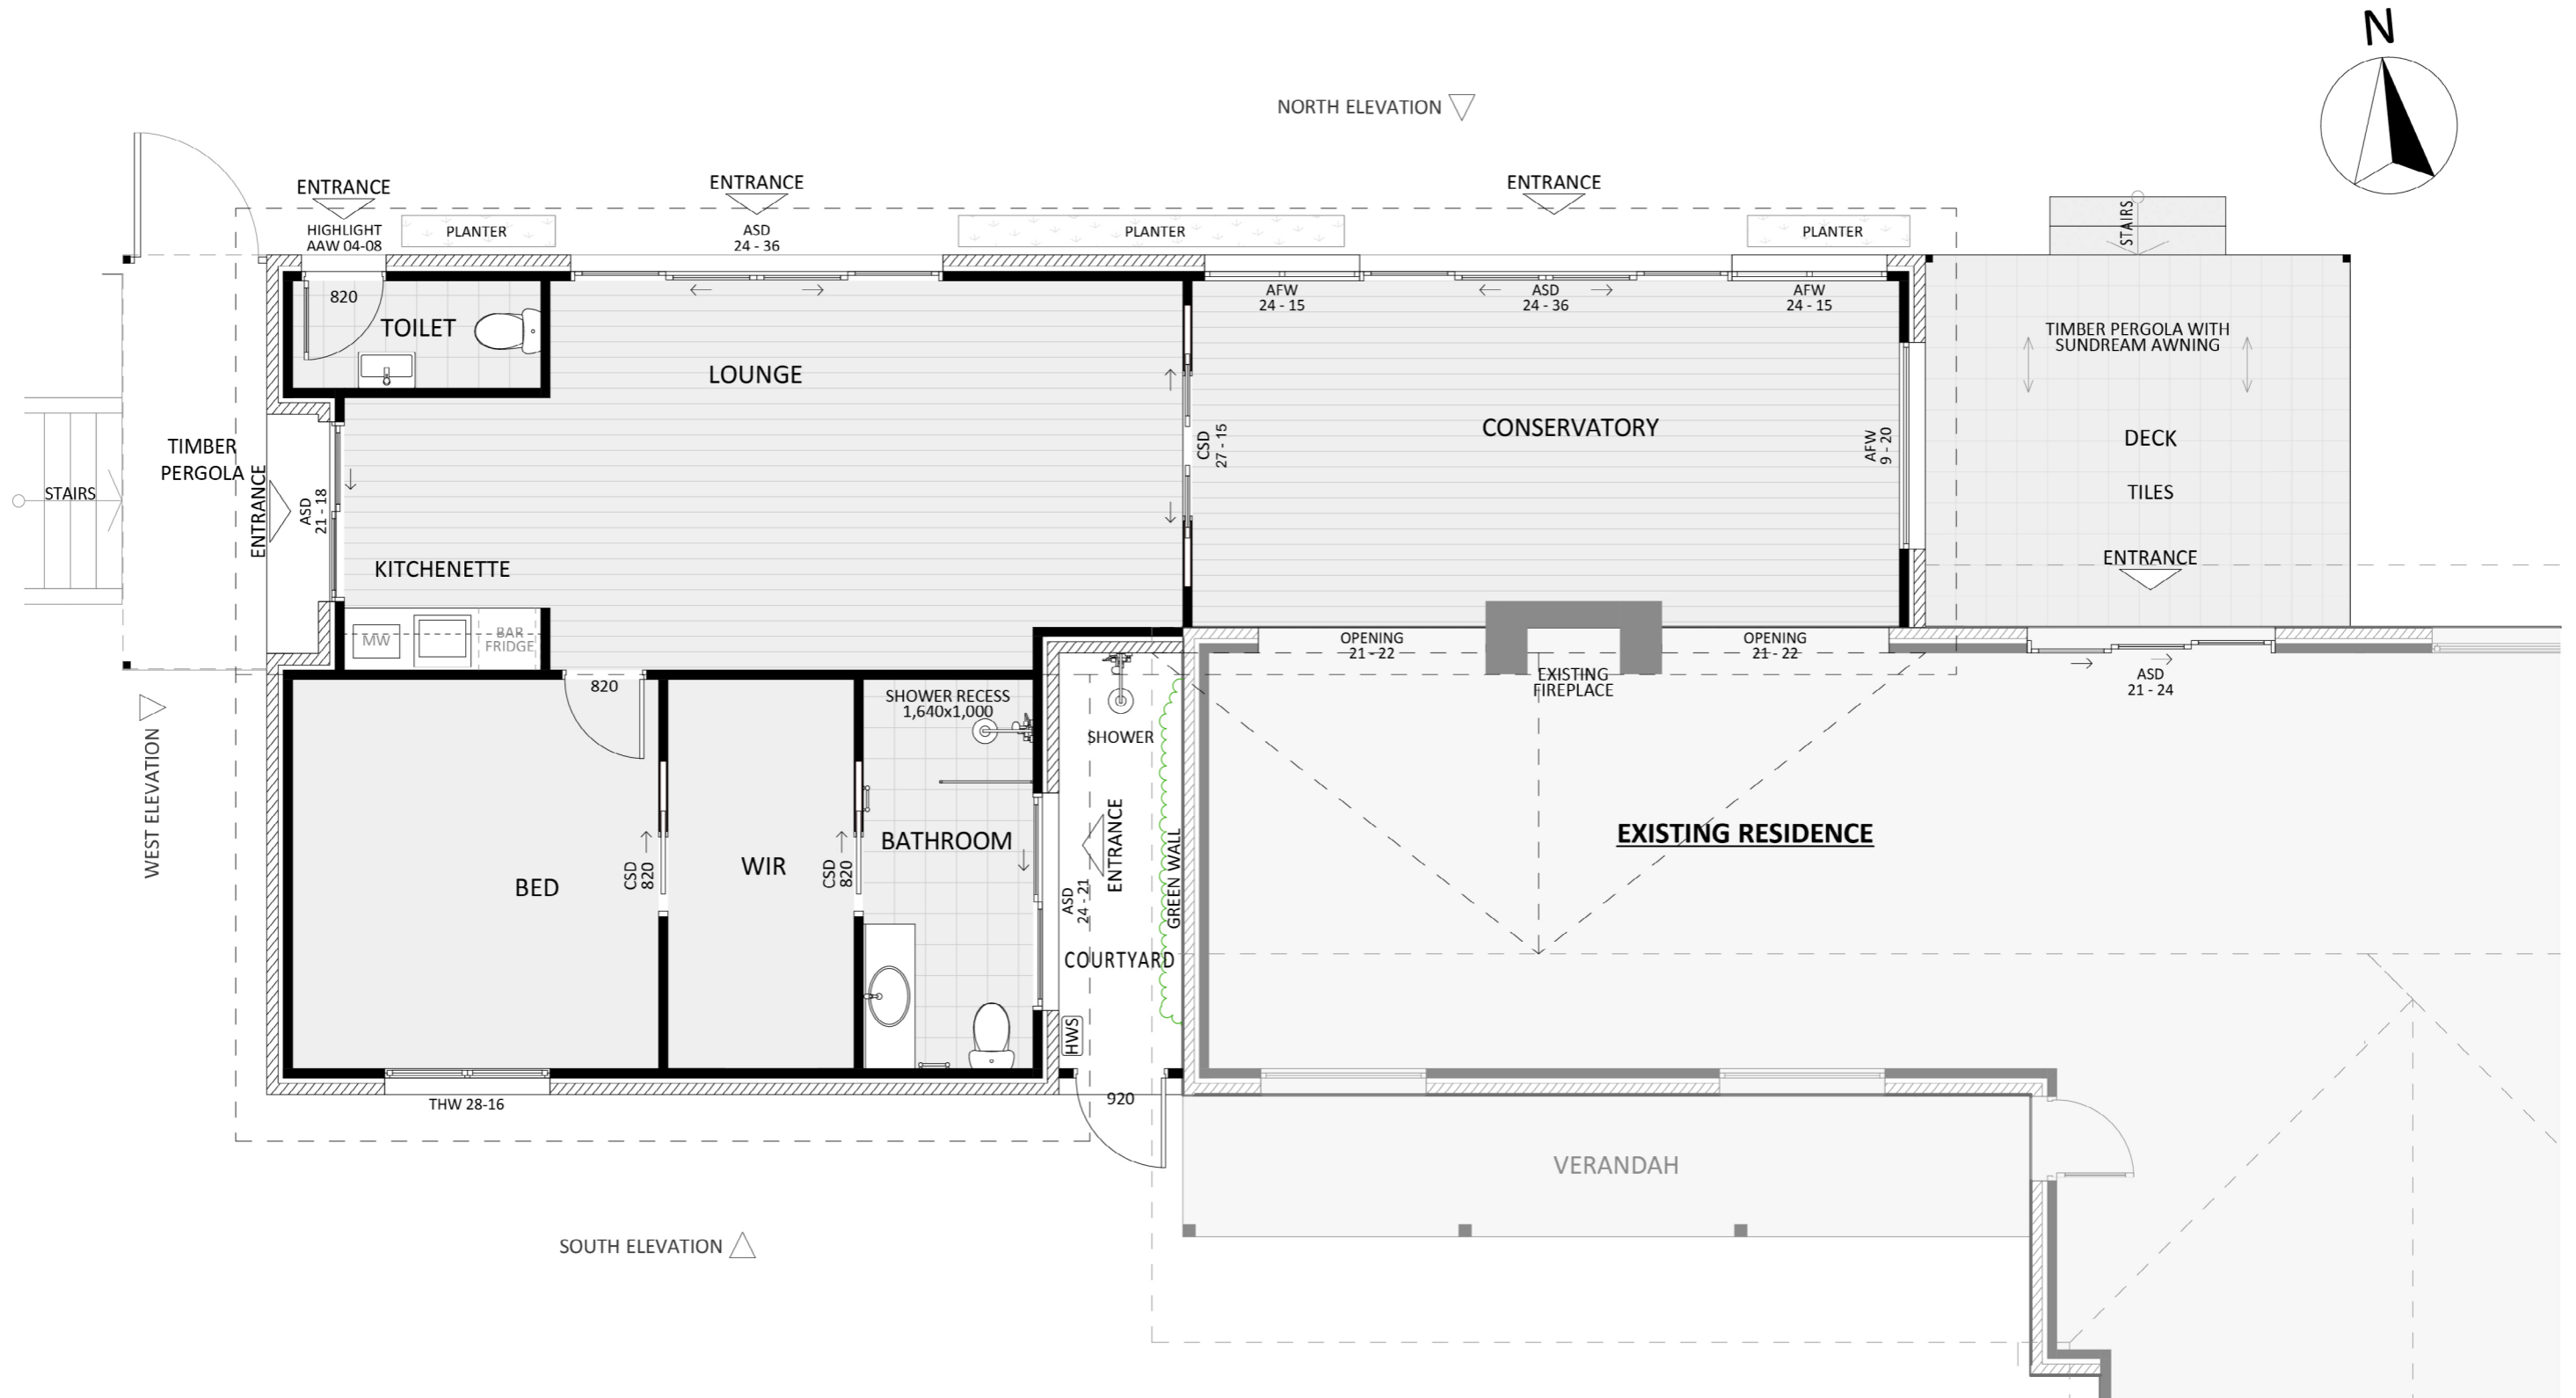 N
NORTH ELEVATION
ENTRANCE
ENTRANCE
ENTRANCE
STAIRS
HIGHLIGHT
AAW 04-08
PLANTER
ASD
24 - 36
PLANTER
PLANTER
820
TOILET
AFW
24 - 15
ASD
24 - 36
AFW
24 - 15
TIMBER PERGOLA WITH
SUNDREAM AWNING
LOUNGE
CONSERVATORY
CSD
27 - 15
AFW
9 - 20
DECK
TILES
ENTRANCE
TIMBER
PERGOLA
STAIRS
ENTRANCE
ASD
21 - 18
KITCHENETTE
MW
BAR
FRIDGE
OPENING
21 - 22
OPENING
21 - 22
EXISTING
FIREPLACE
ASD
21 - 24
820
SHOWER RECESS
1,640x1,000
SHOWER
WEST ELEVATION
BED
CSD
820
WIR
CSD
820
BATHROOM
ENTRANCE
ASD
24 - 21
GREEN WALL
COURTYARD
HWS
EXISTING RESIDENCE
THW 28-16
920
VERANDAH
SOUTH ELEVATION